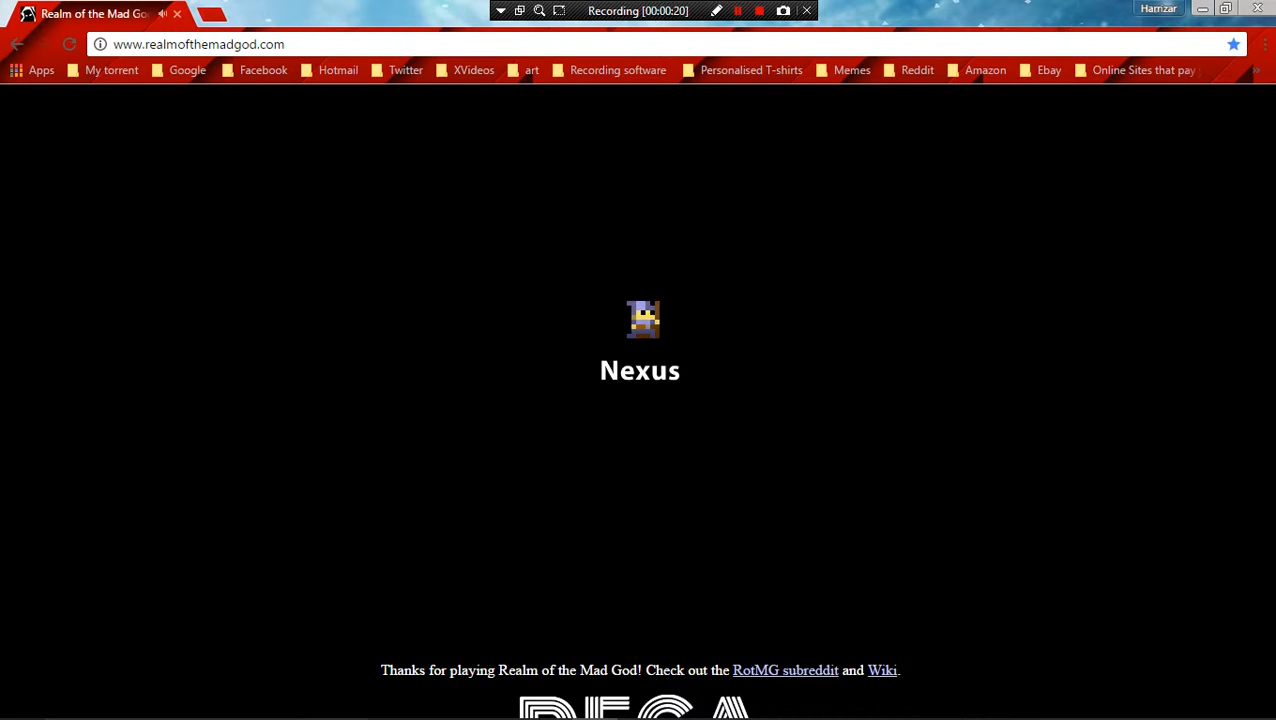 Realm of the Mad Go
Recording [00:00:20]
Harrizar
www.realmofthemadgod.com
Apps My torrent Google Facebook Hotmail Twitter XVideos art Recording software Personalised T-shirts Memes Reddit Amazon Ebay Online Sites that pay
Nexus
Thanks for playing Realm of the Mad God! Check out the RotMG subreddit and Wiki.
DECA